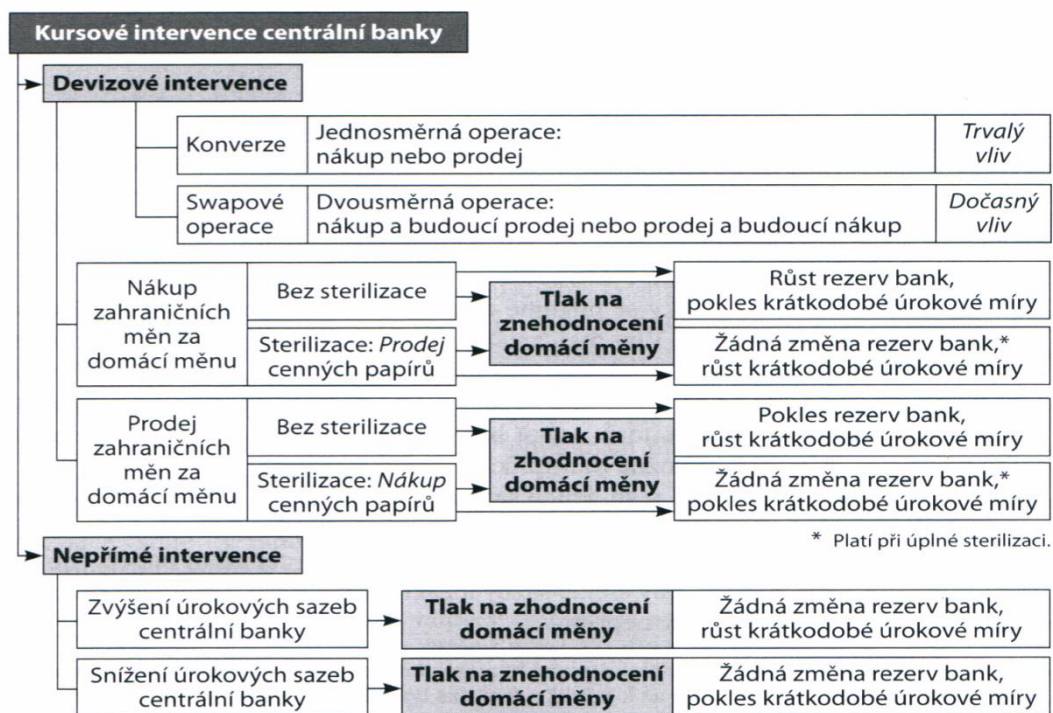 Kursové intervence centrální banky
Devizové intervence
Konverze
Jednosměrná operace:
nákup nebo prodej
Trvalý
vliv
Swapové
operace
Dvousměrná operace:
nákup a budoucí prodej nebo prodej a budoucí nákup
Dočasný
vliv
Nákup
zahraničních
měn za
domácí měnu
Bez sterilizace
Sterilizace: Prodej
cenných papírů
Tlak na
znehodnocení
domácí měny
Růst rezerv bank,
pokles krátkodobé úrokové míry
Žádná změna rezerv bank,*
růst krátkodobé úrokové míry
Prodej
zahraničních
měn za
domácí měnu
Bez sterilizace
Sterilizace: Nákup
cenných papírů
Tlak na
zhodnocení
domácí měny
Pokles rezerv bank,
růst krátkodobé úrokové míry
Žádná změna rezerv bank,*
pokles krátkodobé úrokové míry
* Platí při úplné sterilizaci.
Nepřímé intervence
Zvýšení úrokových sazeb
centrální banky
Tlak na zhodnocení
domácí měny
Žádná změna rezerv bank,
růst krátkodobé úrokové míry
Snížení úrokových sazeb
centrální banky
Tlak na znehodnocení
domácí měny
Žádná změna rezerv bank,
pokles krátkodobé úrokové míry